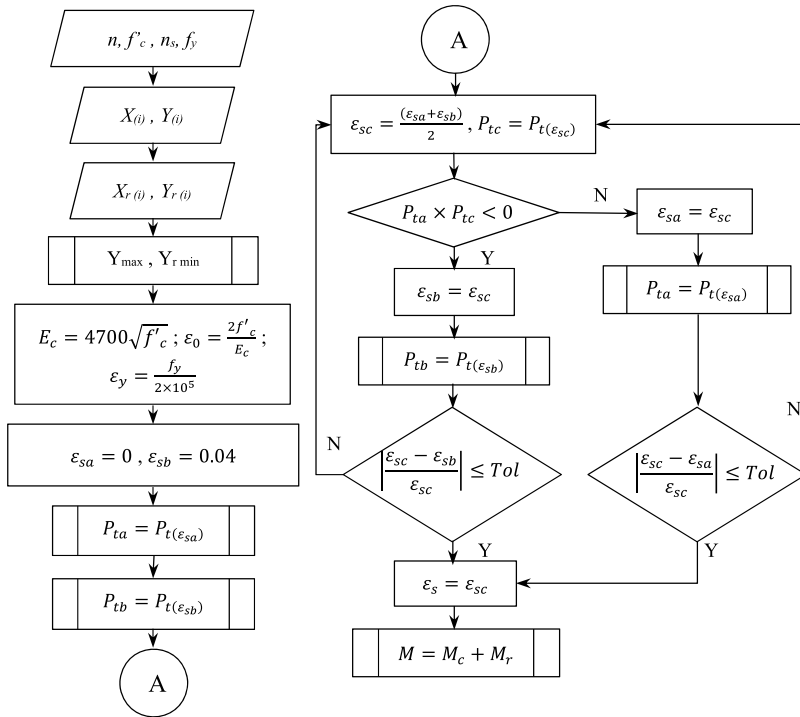 n, f'c , ns, fy
X(i) , Y(i)
Xr (i) , Yr (i)
Ymax , Yr min
Ec = 4700√f'c ; ε0 = 2f'c/Ec ;
εy = fy/2×10⁵
εsa = 0 , εsb = 0.04
Pta = Pt(εsa)
Ptb = Pt(εsb)
A
A
εsc = (εsa+εsb)/2 , Ptc = Pt(εsc)
Pta × Ptc < 0
N
εsa = εsc
Y
εsb = εsc
Pta = Pt(εsa)
Ptb = Pt(εsb)
N
|εsc − εsb/εsc| ≤ Tol
N
|εsc − εsa/εsc| ≤ Tol
Y
Y
εs = εsc
M = Mc + Mr